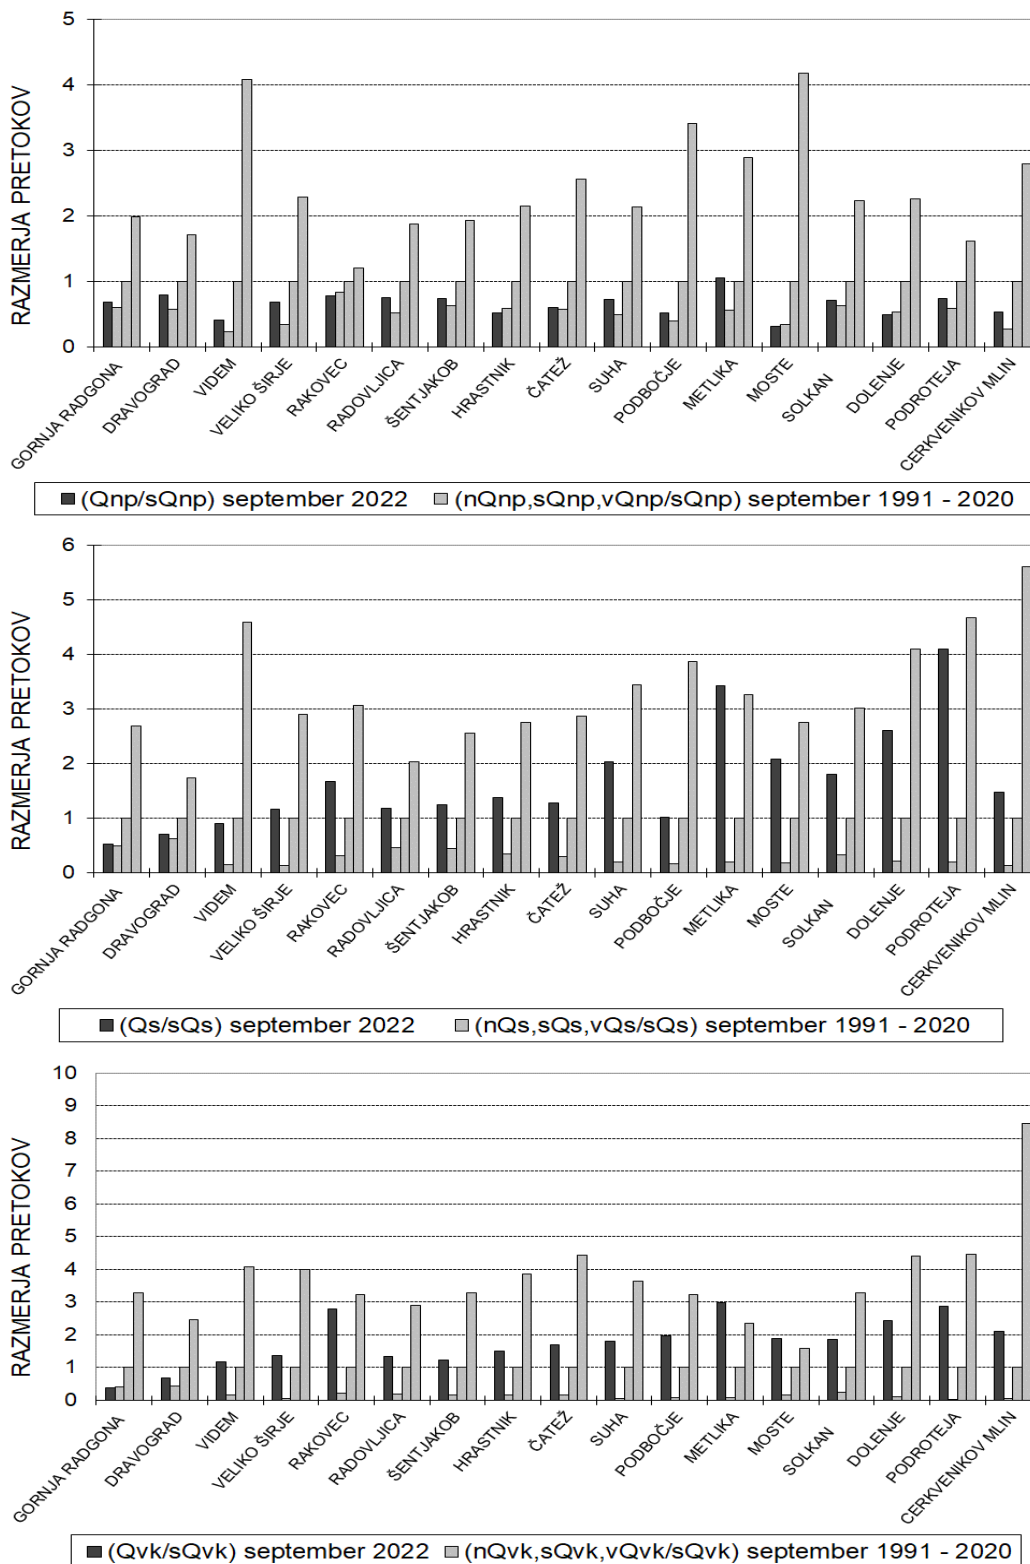 RAZMERJA PRETOKOV
5
4
3
2
1
0
GORNJA RADGONA
DRAVOGRAD
VIDEM
VELIKO ŠIRJE
RAKOVEC
RADOVLJICA
ŠENTJAKOB
HRASTNIK
ČATEŽ
SUHA
PODBOČJE
METLIKA
MOSTE
SOLKAN
DOLENJE
PODROTEJA
CERKVENIKOV MLIN
(Qnp/sQnp) september 2022 (nQnp,sQnp,vQnp/sQnp) september 1991 - 2020
RAZMERJA PRETOKOV
6
5
4
3
2
1
0
GORNJA RADGONA
DRAVOGRAD
VIDEM
VELIKO ŠIRJE
RAKOVEC
RADOVLJICA
ŠENTJAKOB
HRASTNIK
ČATEŽ
SUHA
PODBOČJE
METLIKA
MOSTE
SOLKAN
DOLENJE
PODROTEJA
CERKVENIKOV MLIN
(Qs/sQs) september 2022 (nQs,sQs,vQs/sQs) september 1991 - 2020
RAZMERJA PRETOKOV
10
9
8
7
6
5
4
3
2
1
0
GORNJA RADGONA
DRAVOGRAD
VIDEM
VELIKO ŠIRJE
RAKOVEC
RADOVLJICA
ŠENTJAKOB
HRASTNIK
ČATEŽ
SUHA
PODBOČJE
METLIKA
MOSTE
SOLKAN
DOLENJE
PODROTEJA
CERKVENIKOV MLIN
(Qvk/sQvk) september 2022 (nQvk,sQvk,vQvk/sQvk) september 1991 - 2020